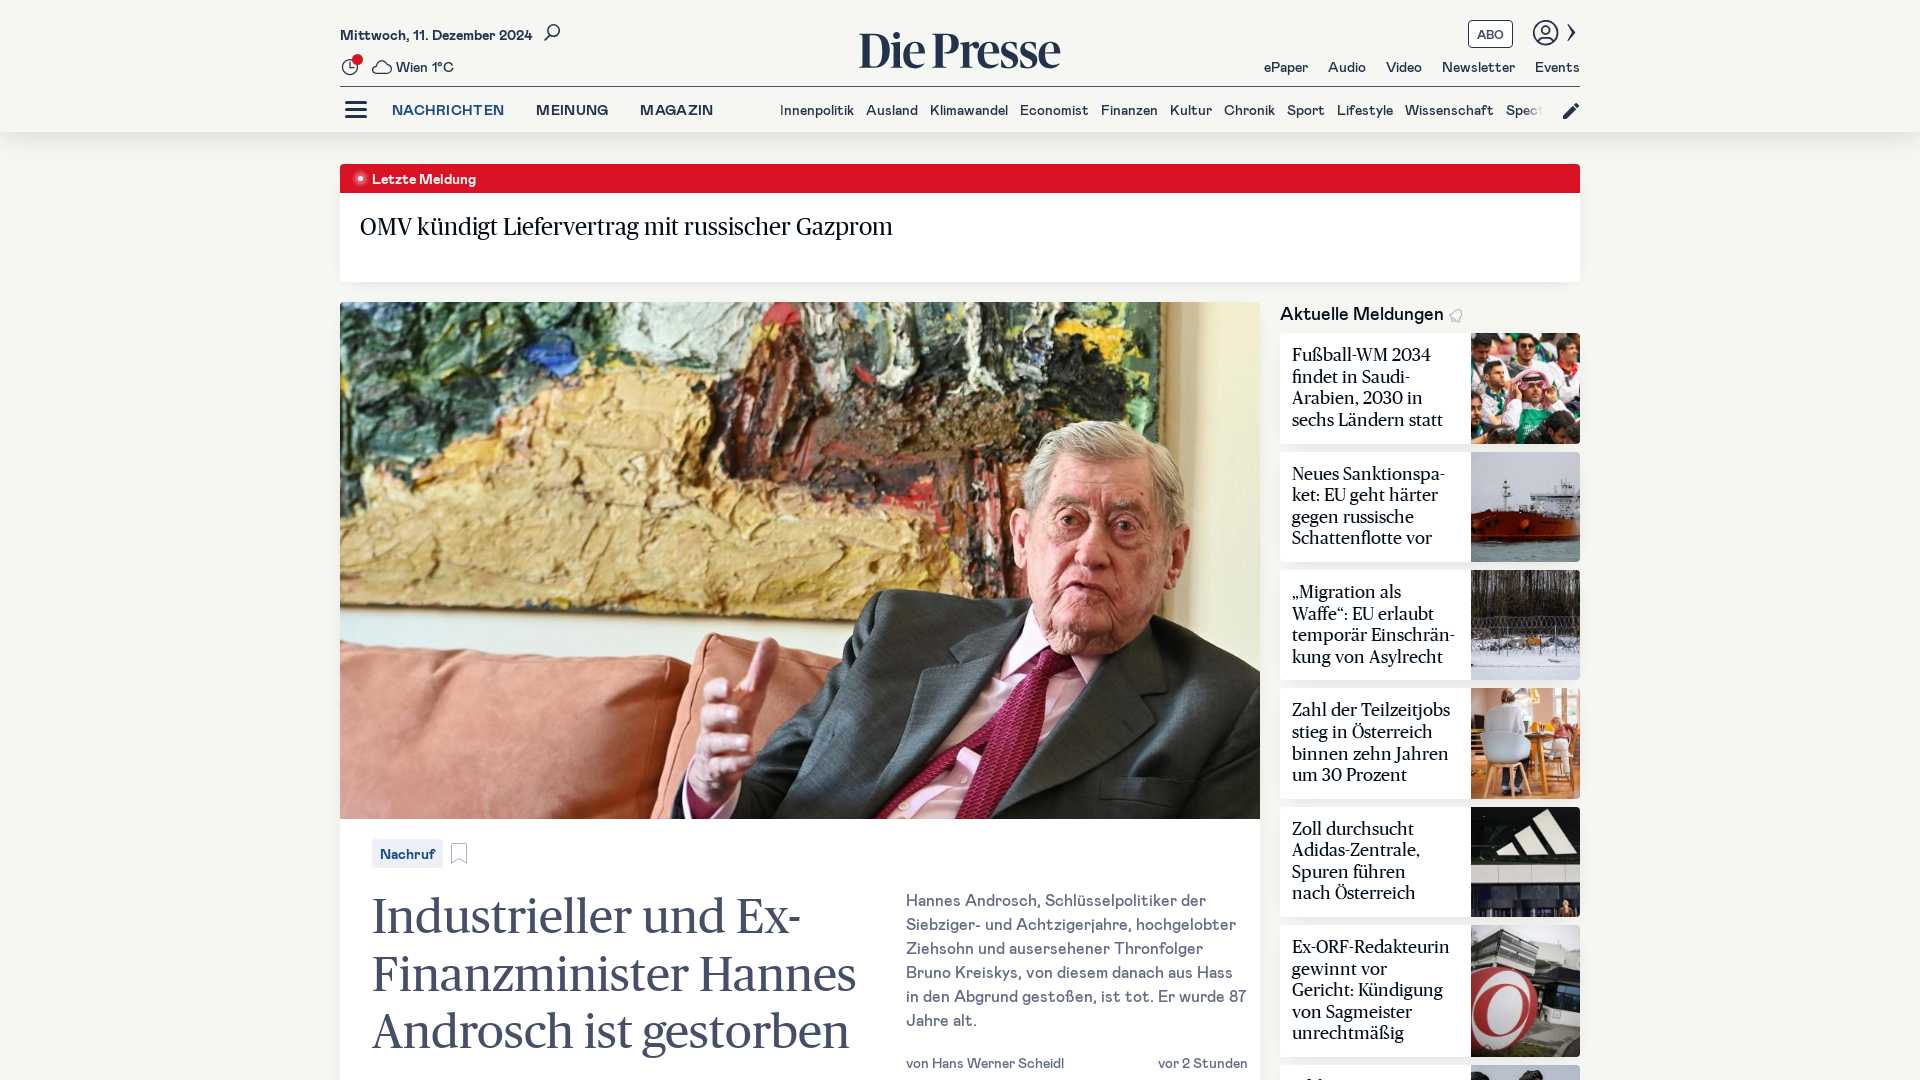 Mittwoch, 11. Dezember 2024
Wien 1°C
Die Presse
ABO
ePaper Audio Video Newsletter Events
NACHRICHTEN MEINUNG MAGAZIN
Innenpolitik Ausland Klimawandel Economist Finanzen Kultur Chronik Sport Lifestyle Wissenschaft Spect
Letzte Meldung
OMV kündigt Liefervertrag mit russischer Gazprom
Nachruf
Industrieller und Ex-
Finanzminister Hannes
Androsch ist gestorben
Hannes Androsch, Schlüsselpolitiker der
Siebziger- und Achtzigerjahre, hochgelobter
Ziehsohn und ausersehener Thronfolger
Bruno Kreiskys, von diesem danach aus Hass
in den Abgrund gestoßen, ist tot. Er wurde 87
Jahre alt.
von Hans Werner Scheidl
vor 2 Stunden
Aktuelle Meldungen
Fußball-WM 2034
findet in Saudi-
Arabien, 2030 in
sechs Ländern statt
Neues Sanktionspa-
ket: EU geht härter
gegen russische
Schattenflotte vor
„Migration als
Waffe“: EU erlaubt
temporär Einschrän-
kung von Asylrecht
Zahl der Teilzeitjobs
stieg in Österreich
binnen zehn Jahren
um 30 Prozent
Zoll durchsucht
Adidas-Zentrale,
Spuren führen
nach Österreich
Ex-ORF-Redakteurin
gewinnt vor
Gericht: Kündigung
von Sagmeister
unrechtmäßig